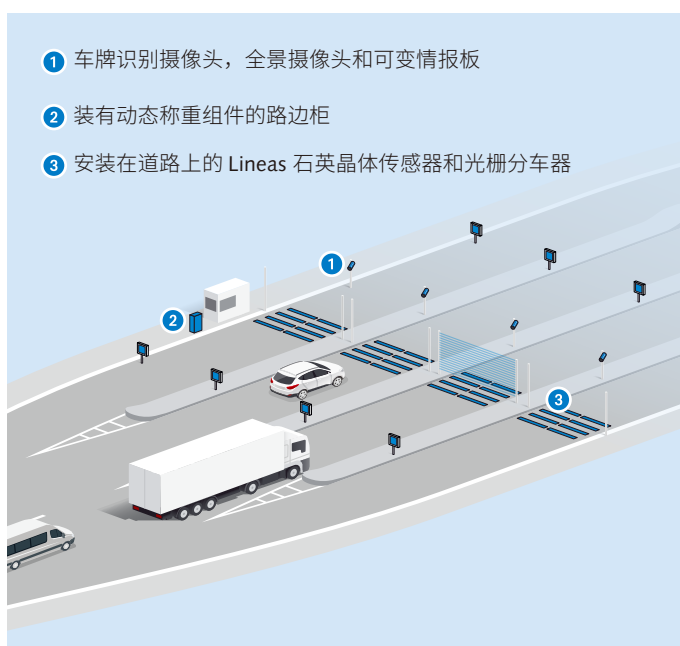 1 车牌识别摄像头，全景摄像头和可变情报板
2 装有动态称重组件的路边柜
3 安装在道路上的 Lineas 石英晶体传感器和光栅分车器
1
2
3